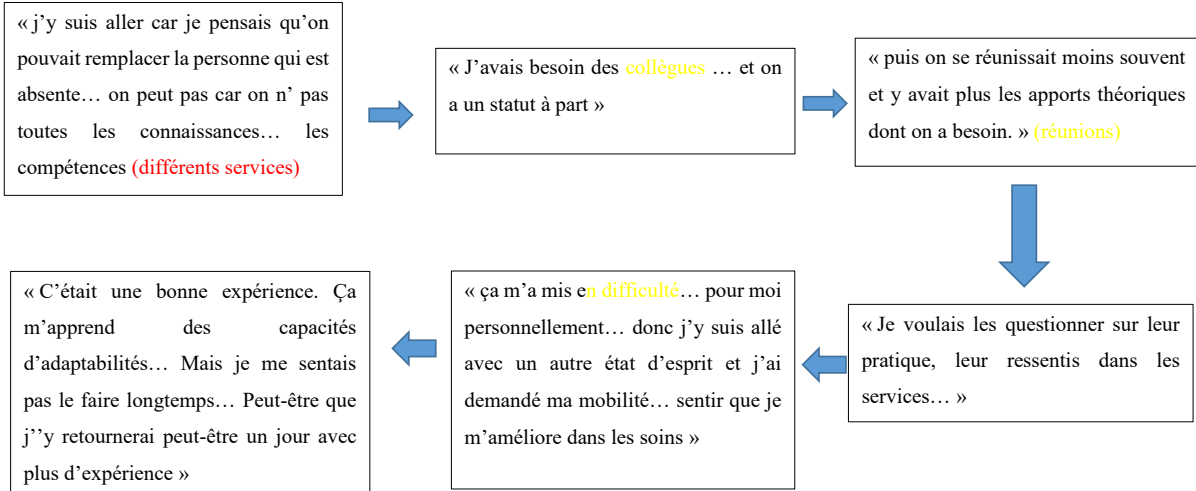 « j'y suis aller car je pensais qu'on
pouvait remplacer la personne qui est
absente… on peut pas car on n' pas
toutes les connaissances… les
compétences (différents services)
« J'avais besoin des collègues … et on
a un statut à part »
« puis on se réunissait moins souvent
et y avait plus les apports théoriques
dont on a besoin. » (réunions)
« Je voulais les questionner sur leur
pratique, leur ressentis dans les
services… »
« ça m'a mis en difficulté… pour moi
personnellement… donc j'y suis allé
avec un autre état d'esprit et j'ai
demandé ma mobilité… sentir que je
m'améliore dans les soins »
« C'était une bonne expérience. Ça
m'apprend des capacités
d'adaptabilités… Mais je me sentais
pas le faire longtemps… Peut-être que
j''y retournerai peut-être un jour avec
plus d'expérience »